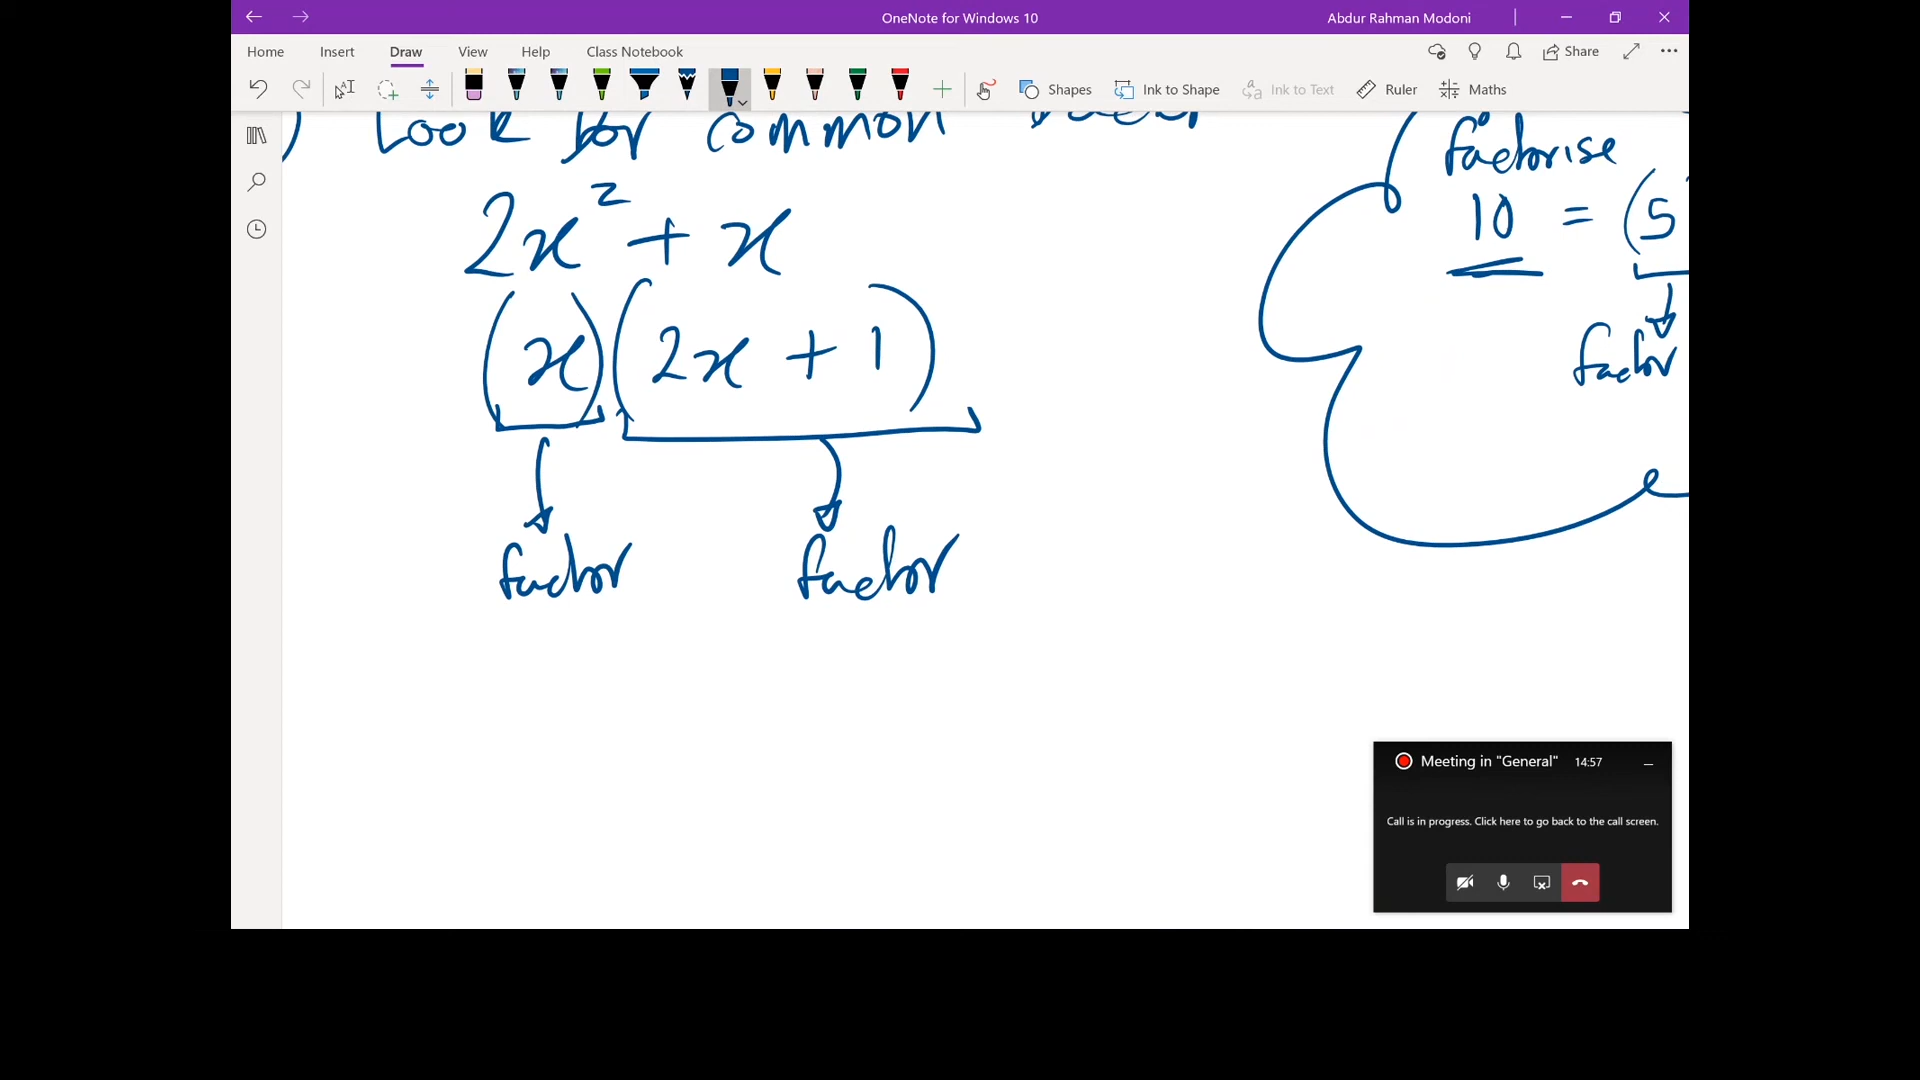 OneNote for Windows 10
Abdur Rahman Modoni
Home Insert Draw View Help Class Notebook
Share
Shapes Ink to Shape Ink to Text Ruler Maths
) Look for common
2x² + x
(x)(2x + 1)
factor factor
factorise
10 = (5
factor
Meeting in "General" 14:57
Call is in progress. Click here to go back to the call screen.